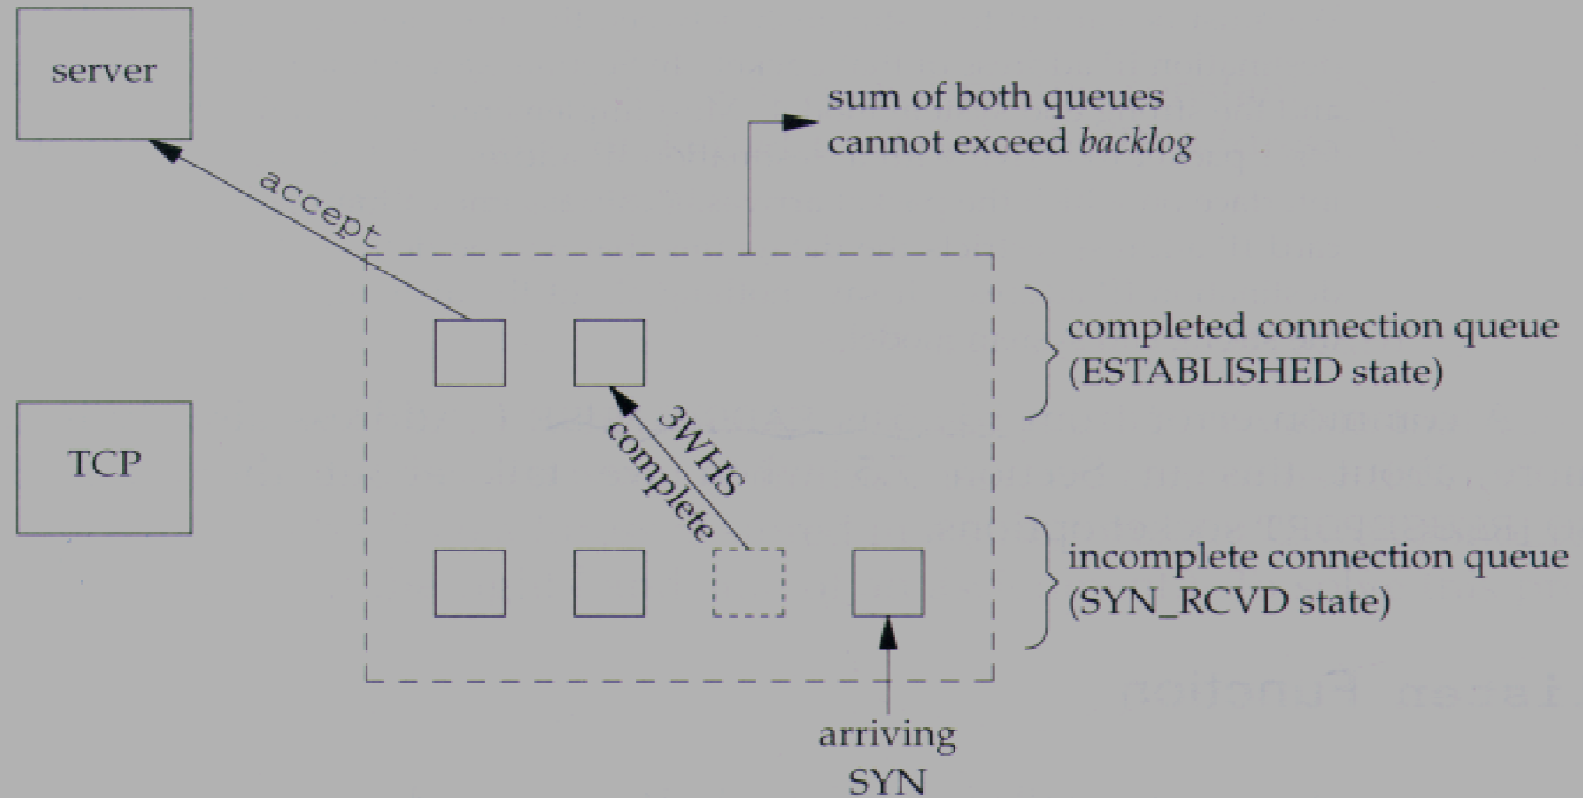 server
sum of both queues
cannot exceed backlog
accept
completed connection queue
(ESTABLISHED state)
3WHS
complete
TCP
incomplete connection queue
(SYN_RCVD state)
arriving
SYN